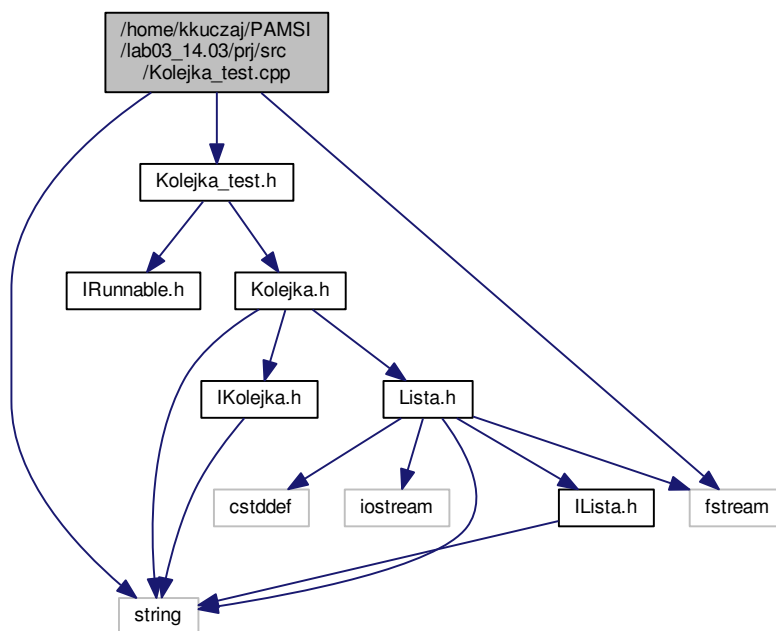 /home/kkuczaj/PAMSI
/lab03_14.03/prj/src
/Kolejka_test.cpp
Kolejka_test.h
IRunnable.h
Kolejka.h
IKolejka.h
Lista.h
cstddef
iostream
ILista.h
fstream
string